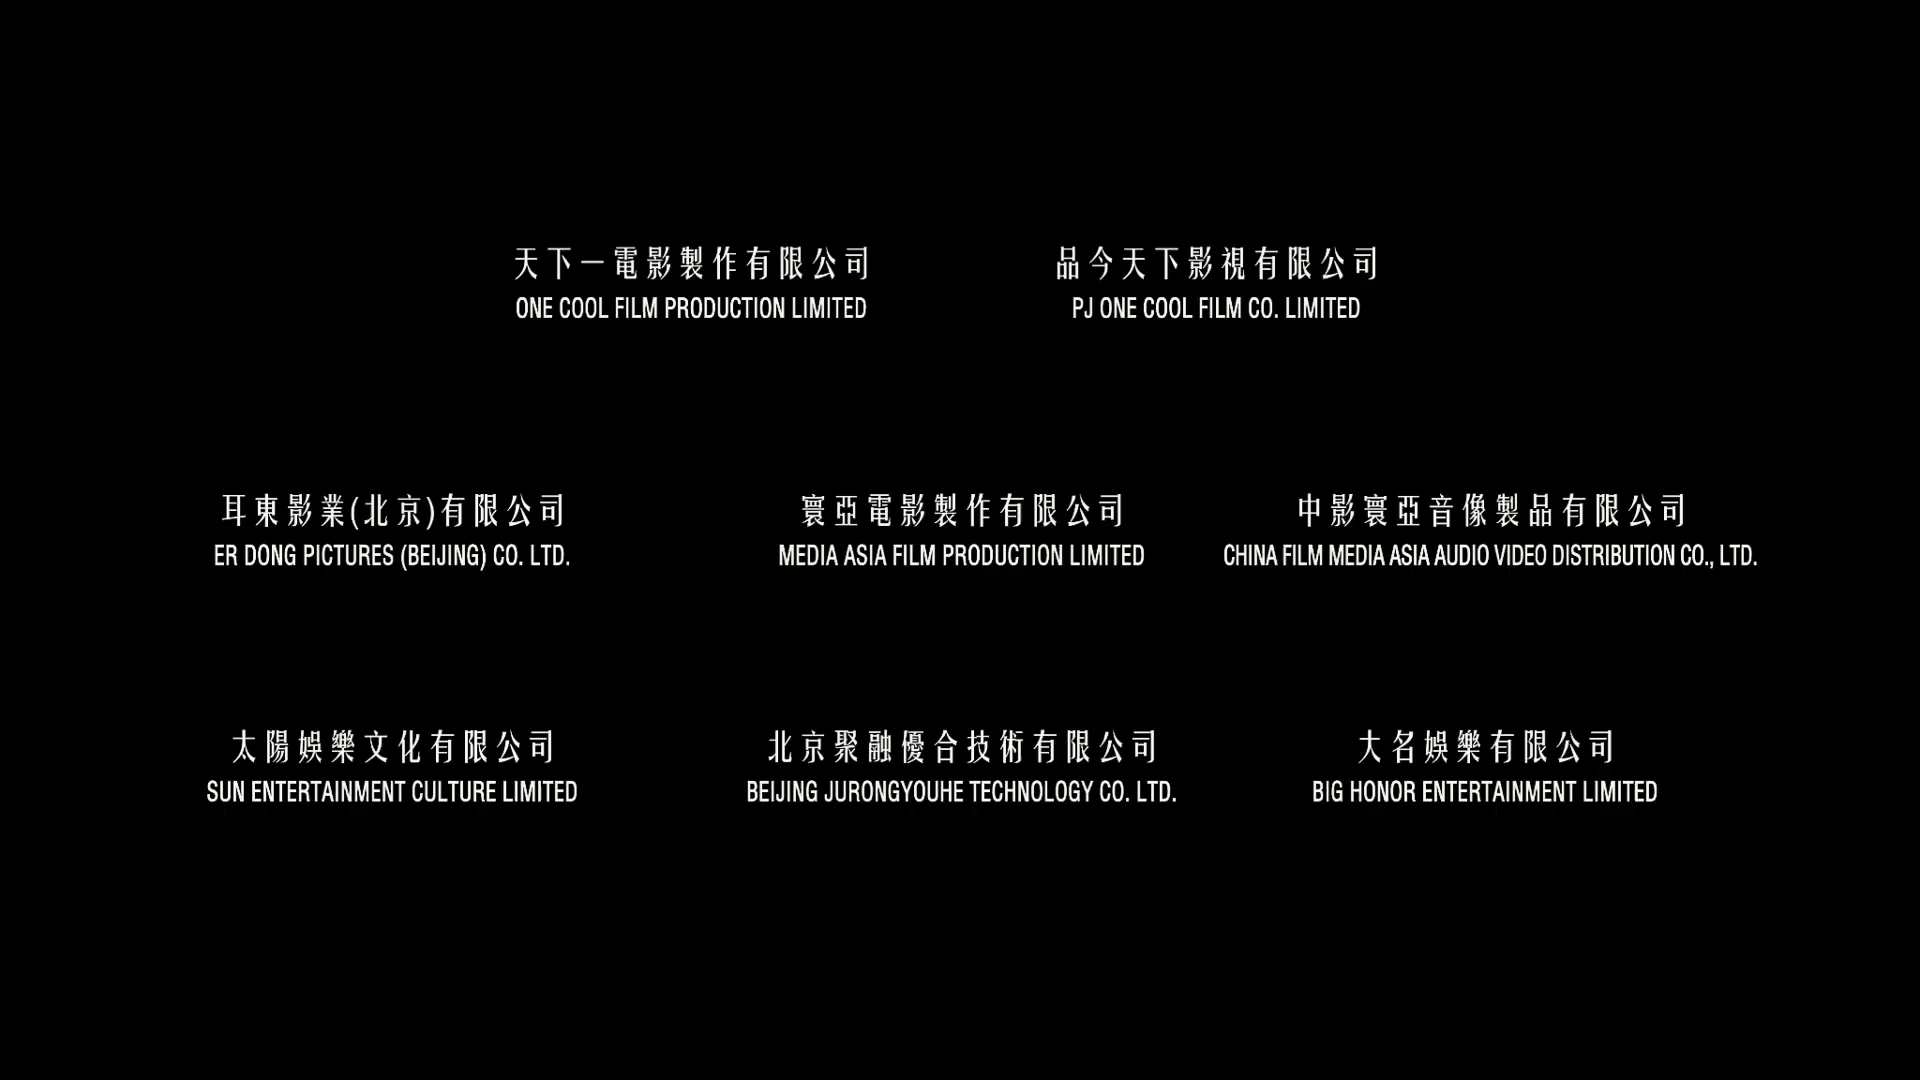 天下一電影製作有限公司
ONE COOL FILM PRODUCTION LIMITED
品今天下影視有限公司
PJ ONE COOL FILM CO. LIMITED
耳東影業(北京)有限公司
ER DONG PICTURES (BEIJING) CO. LTD.
寰亞電影製作有限公司
MEDIA ASIA FILM PRODUCTION LIMITED
中影寰亞音像製品有限公司
CHINA FILM MEDIA ASIA AUDIO VIDEO DISTRIBUTION CO., LTD.
太陽娛樂文化有限公司
SUN ENTERTAINMENT CULTURE LIMITED
北京聚融優合技術有限公司
BEIJING JURONGYOUHE TECHNOLOGY CO. LTD.
大名娛樂有限公司
BIG HONOR ENTERTAINMENT LIMITED